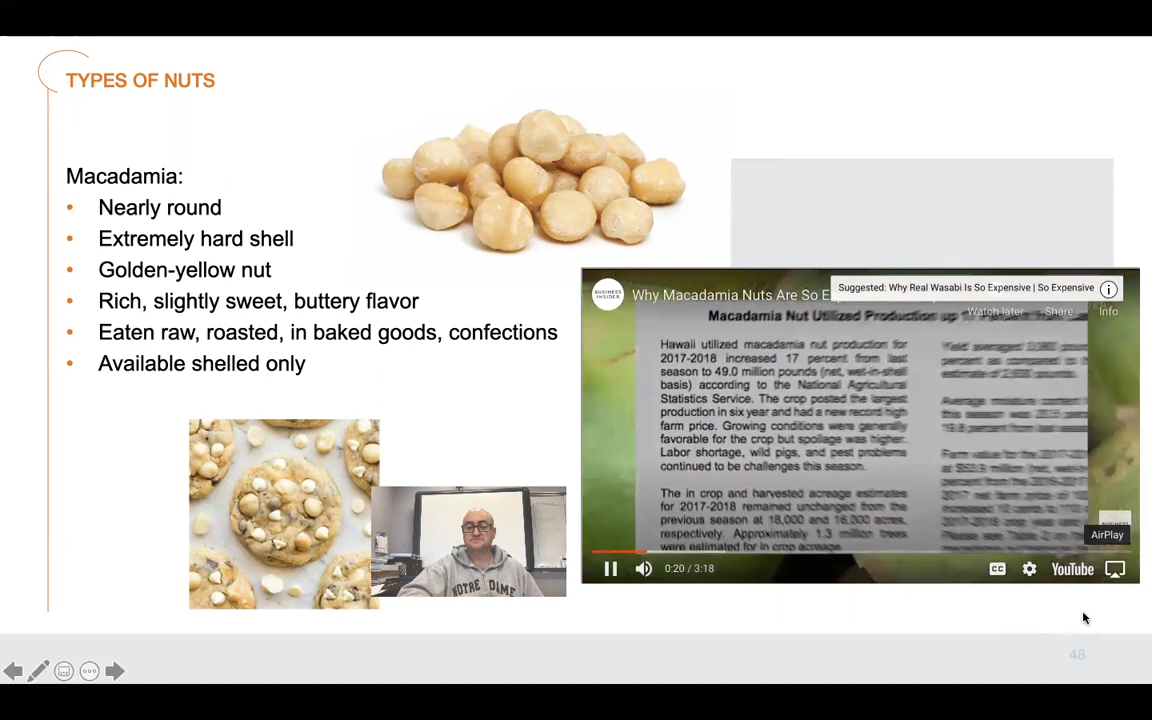 TYPES OF NUTS
Macadamia:
• Nearly round
• Extremely hard shell
• Golden-yellow nut
• Rich, slightly sweet, buttery flavor
• Eaten raw, roasted, in baked goods, confections
• Available shelled only
NOTRE DAME
BUSINESS
INSIDER
Why Macadamia Nuts Are So
Suggested: Why Real Wasabi Is So Expensive | So Expensive
Watch later
Share
Info
Macadamia Nut Utilized Production up
Hawaii utilized macadamia nut production for
2017-2018 increased 17 percent from last
season to 49.0 million pounds (net, wet-in-shell
basis) according to the National Agricultural
Statistics Service. The crop posted the largest
production in six year and had a new record high
farm price. Growing conditions were generally
favorable for the crop but spoilage was higher.
Labor shortage, wild pigs, and pest problems
continued to be challenges this season.
The in crop and harvested acreage estimates
for 2017-2018 remained unchanged from the
previous season at 18,000 and 16,000 acres,
respectively. Approximately 1.3 million trees
were estimated for in crop acreage.
AirPlay
0:20 / 3:18
CC
YouTube
48